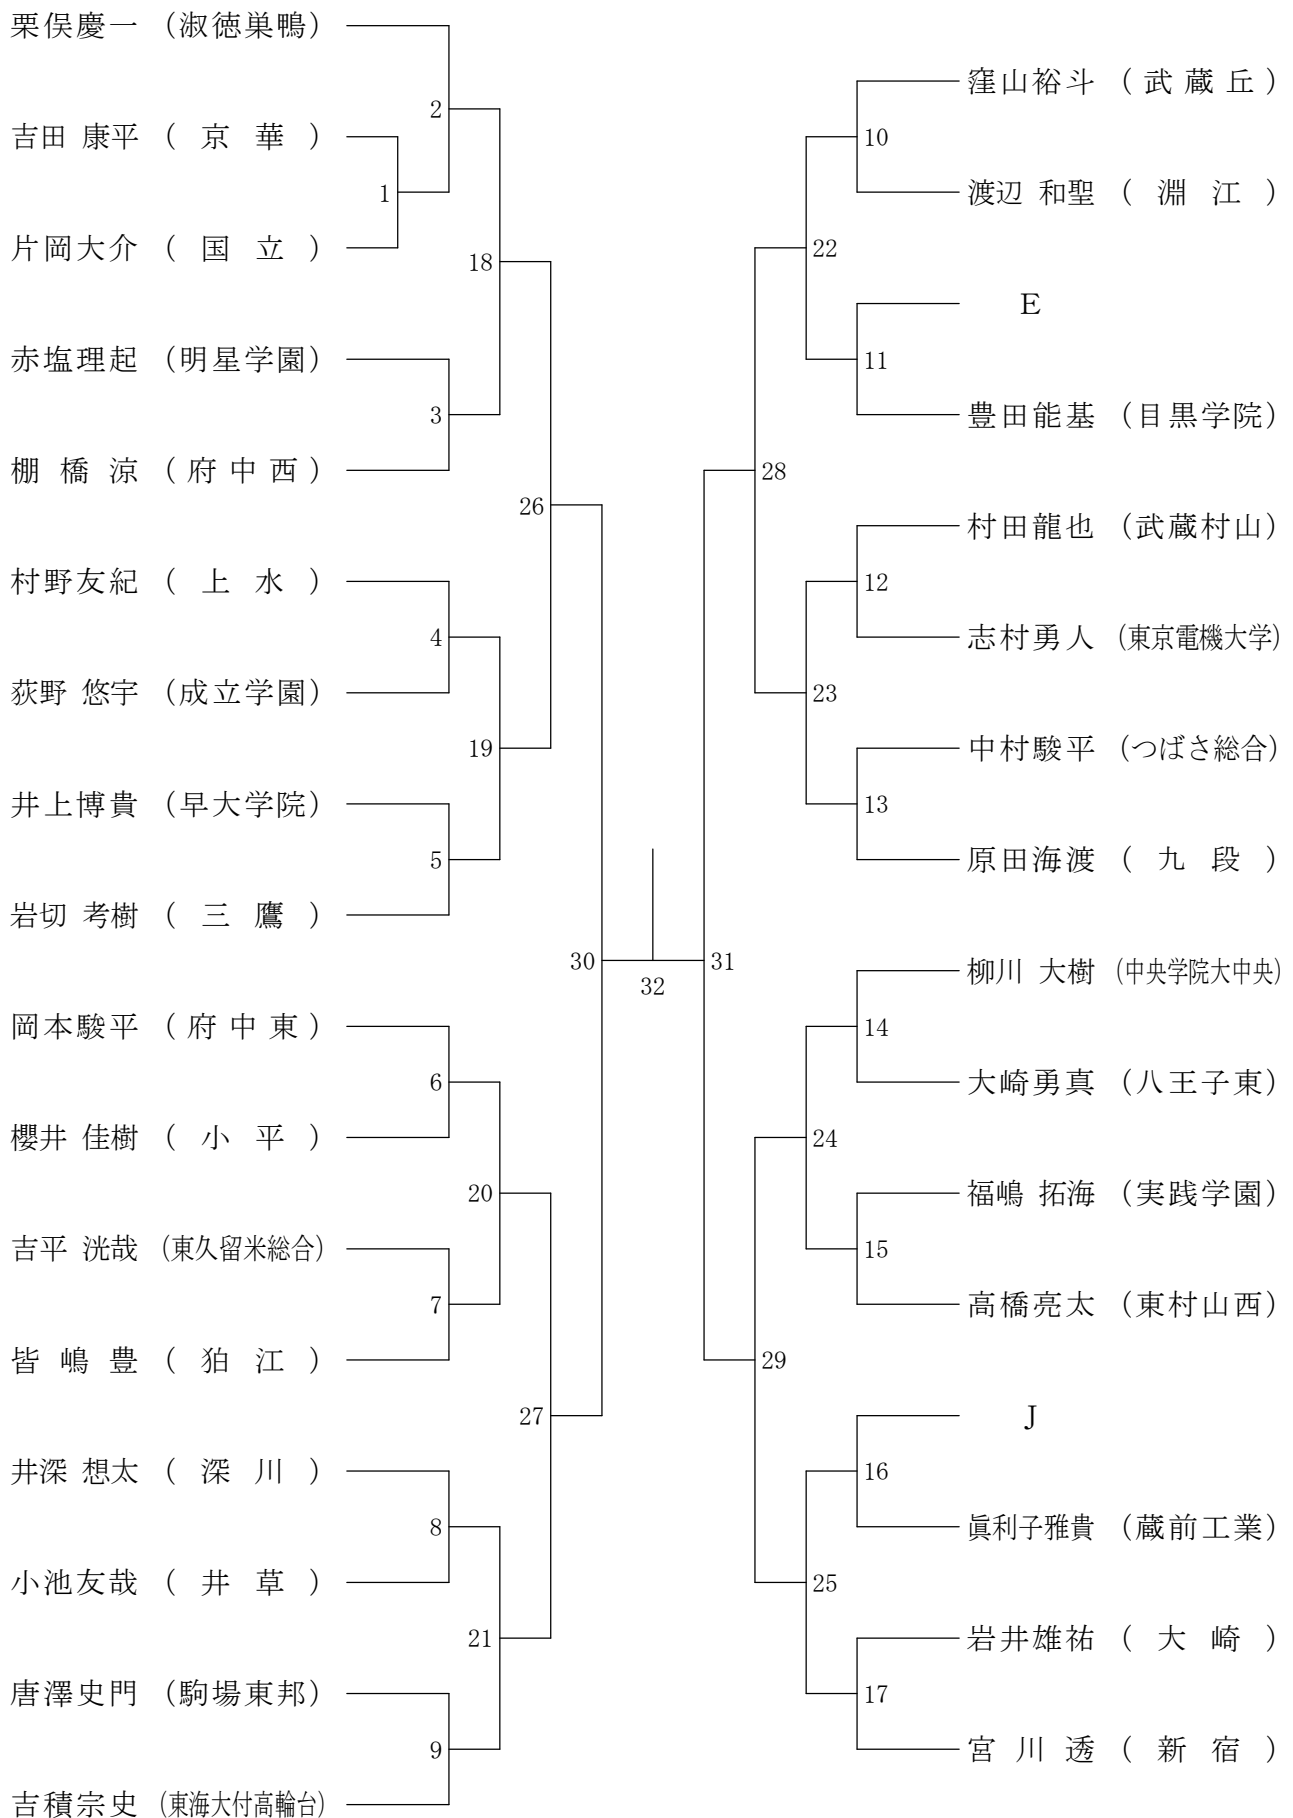 栗俣慶一 (淑徳巣鴨)
吉田 康平 ( 京 華 )
片岡大介 ( 国 立 )
赤塩理起 (明星学園)
棚 橋 涼 ( 府 中 西 )
村野友紀 ( 上 水 )
荻野 悠宇 (成立学園)
井上博貴 (早大学院)
岩切 考樹 ( 三 鷹 )
岡本駿平 ( 府 中 東 )
櫻井 佳樹 ( 小 平 )
吉平 洸哉 (東久留米総合)
皆 嶋 豊 ( 狛 江 )
井深 想太 ( 深 川 )
小池友哉 ( 井 草 )
唐澤史門 (駒場東邦)
吉積宗史 (東海大付高輪台)
1
2
3
4
5
6
7
8
9
18
19
20
21
26
27
30
32
31
28
29
22
23
24
25
10
11
12
13
14
15
16
17
窪山裕斗 ( 武 蔵 丘 )
渡辺 和聖 ( 淵 江 )
E
豊田能基 (目黒学院)
村田龍也 (武蔵村山)
志村勇人 (東京電機大学)
中村駿平 (つばさ総合)
原田海渡 ( 九 段 )
柳川 大樹 (中央学院大中央)
大崎勇真 (八王子東)
福嶋 拓海 (実践学園)
高橋亮太 (東村山西)
J
眞利子雅貴 (蔵前工業)
岩井雄祐 ( 大 崎 )
宮 川 透 ( 新 宿 )